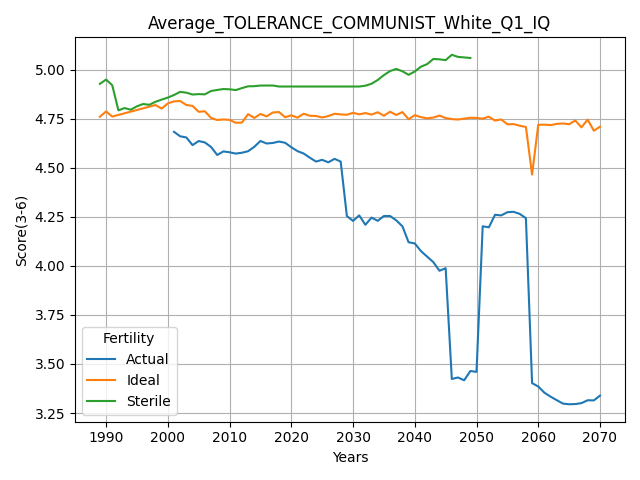 Average_TOLERANCE_COMMUNIST_White_Q1_IQ
Score(3-6)
5.00
4.75
4.50
4.25
4.00
3.75
3.50
3.25
Fertility
Actual
Ideal
Sterile
1990 2000 2010 2020 2030 2040 2050 2060 2070
Years